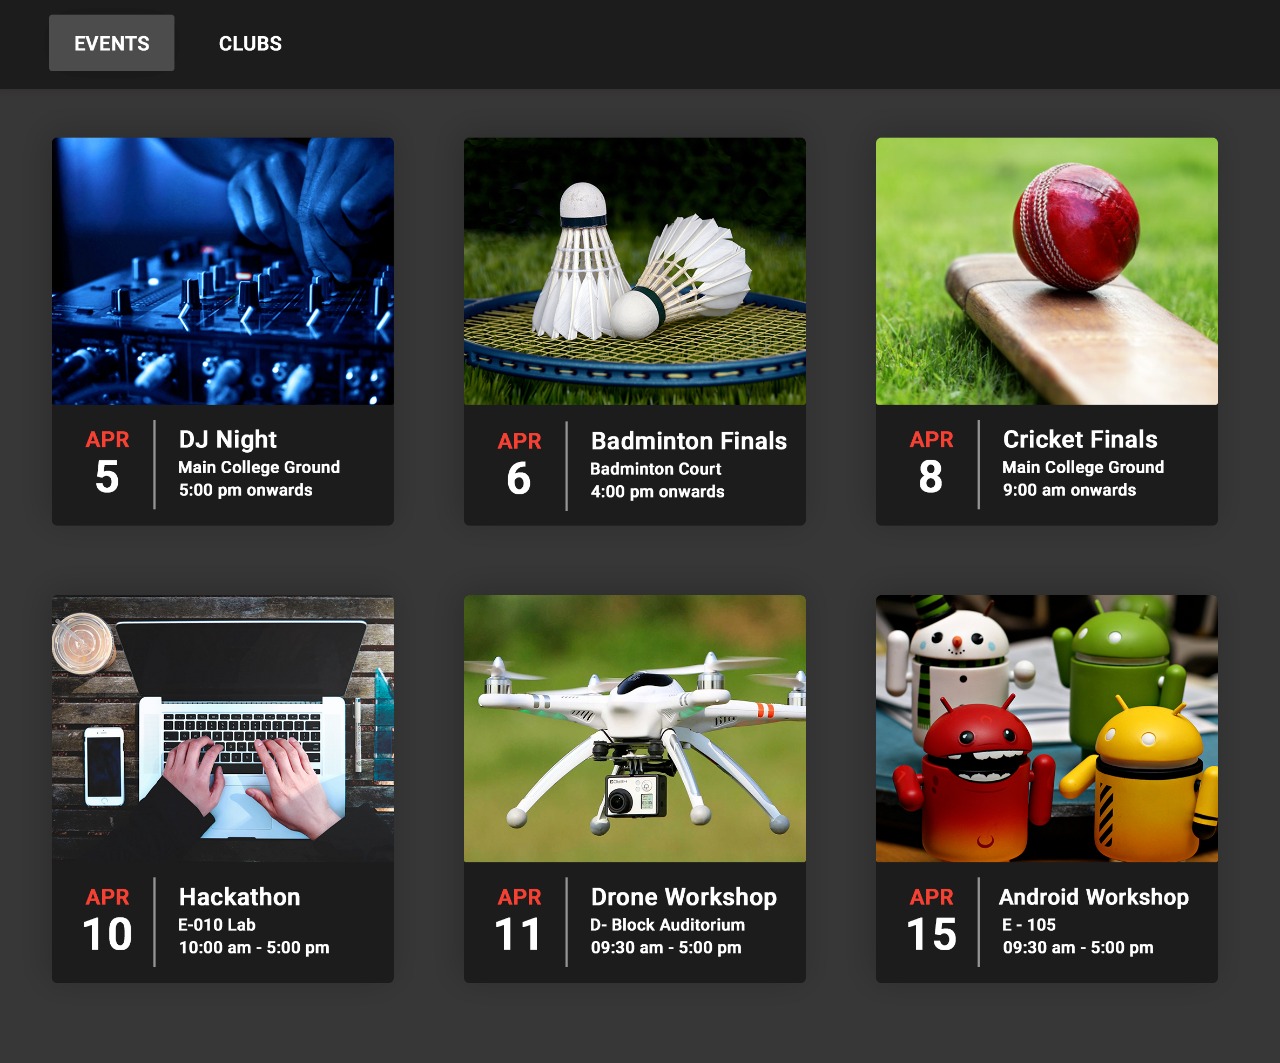 EVENTS
CLUBS
APR
5
DJ Night
Main College Ground
5:00 pm onwards
APR
6
Badminton Finals
Badminton Court
4:00 pm onwards
APR
8
Cricket Finals
Main College Ground
9:00 am onwards
APR
10
Hackathon
E-010 Lab
10:00 am - 5:00 pm
APR
11
Drone Workshop
D- Block Auditorium
09:30 am - 5:00 pm
APR
15
Android Workshop
E - 105
09:30 am - 5:00 pm